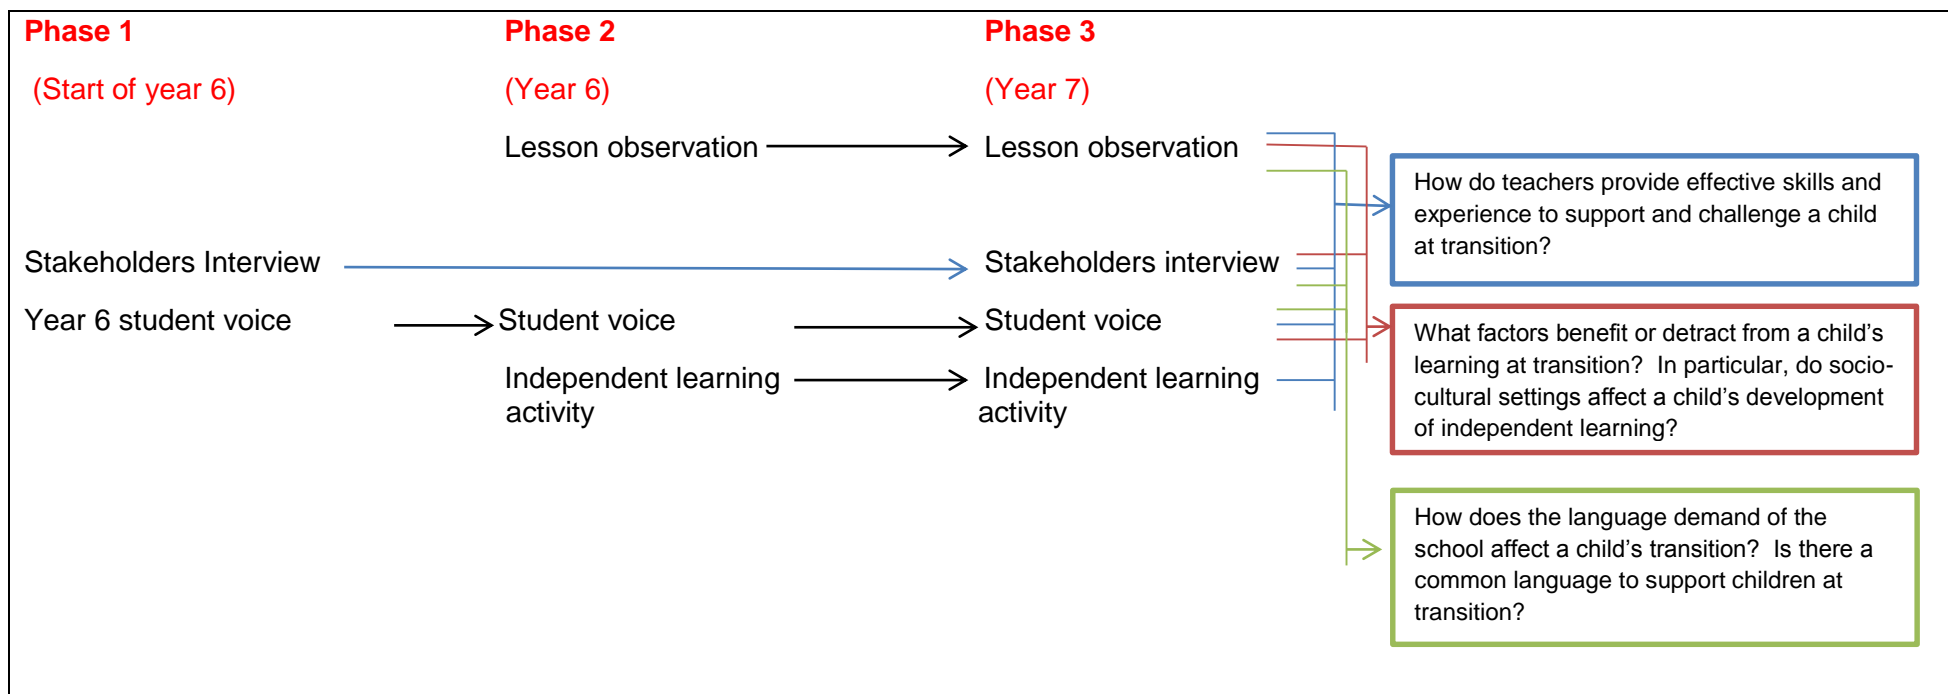 Phase 1 Phase 2 Phase 3
(Start of year 6) (Year 6) (Year 7)
Lesson observation Lesson observation
Stakeholders Interview Stakeholders interview
Year 6 student voice Student voice Student voice
Independent learning Independent learning
activity activity
How do teachers provide effective skills and
experience to support and challenge a child
at transition?
What factors benefit or detract from a child’s
learning at transition? In particular, do socio-
cultural settings affect a child’s development
of independent learning?
How does the language demand of the
school affect a child’s transition? Is there a
common language to support children at
transition?